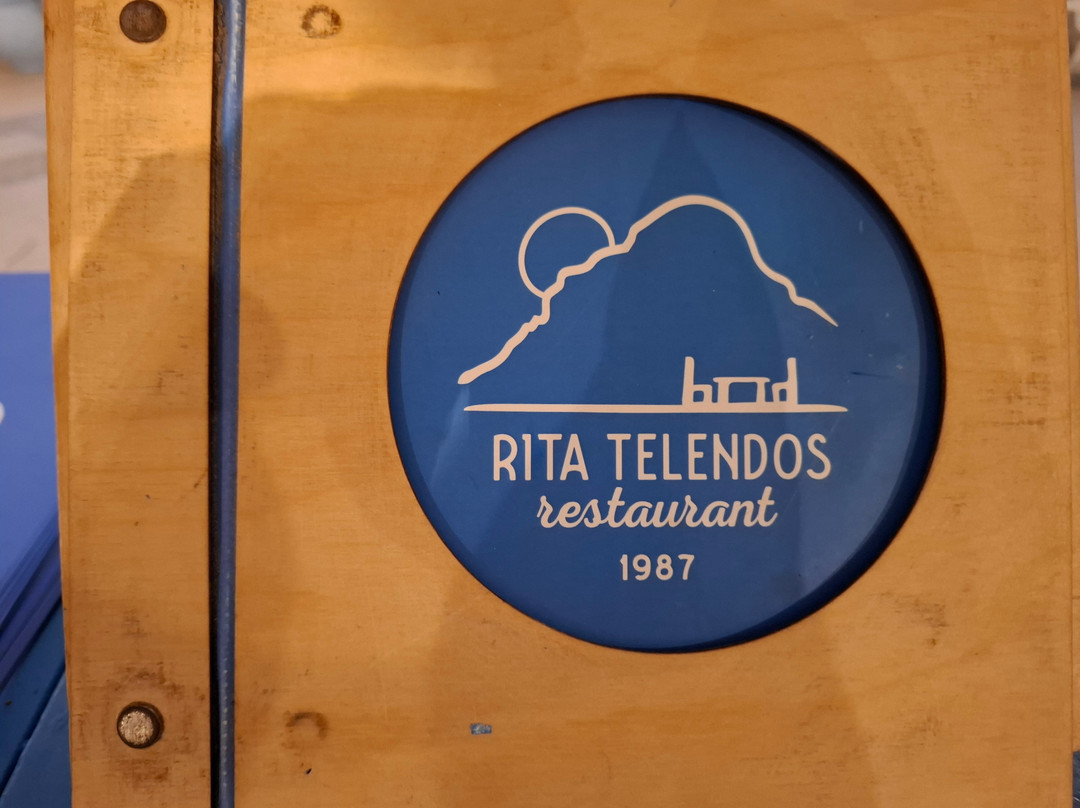 RITA TELENDOS
restaurant
1987